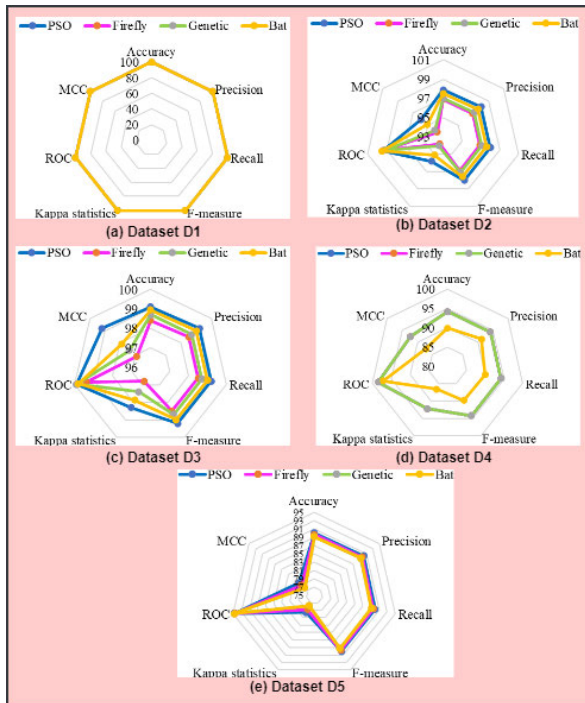 PSO Firefly Genetic Bat
Accuracy
100
80
60
40
20
0
Precision
Recall
F-measure
Kappa statistics
ROC
MCC
(a) Dataset D1
PSO Firefly Genetic Bat
Accuracy
101
99
97
95
93
Precision
Recall
F-measure
Kappa statistics
ROC
MCC
(b) Dataset D2
PSO Firefly Genetic Bat
Accuracy
100
99
98
97
96
Precision
Recall
F-measure
Kappa statistics
ROC
MCC
(c) Dataset D3
PSO Firefly Genetic Bat
Accuracy
100
95
90
85
80
Precision
Recall
F-measure
Kappa statistics
ROC
MCC
(d) Dataset D4
PSO Firefly Genetic Bat
Accuracy
95
93
91
89
87
85
83
81
75
Precision
Recall
F-measure
Kappa statistics
ROC
MCC
(e) Dataset D5